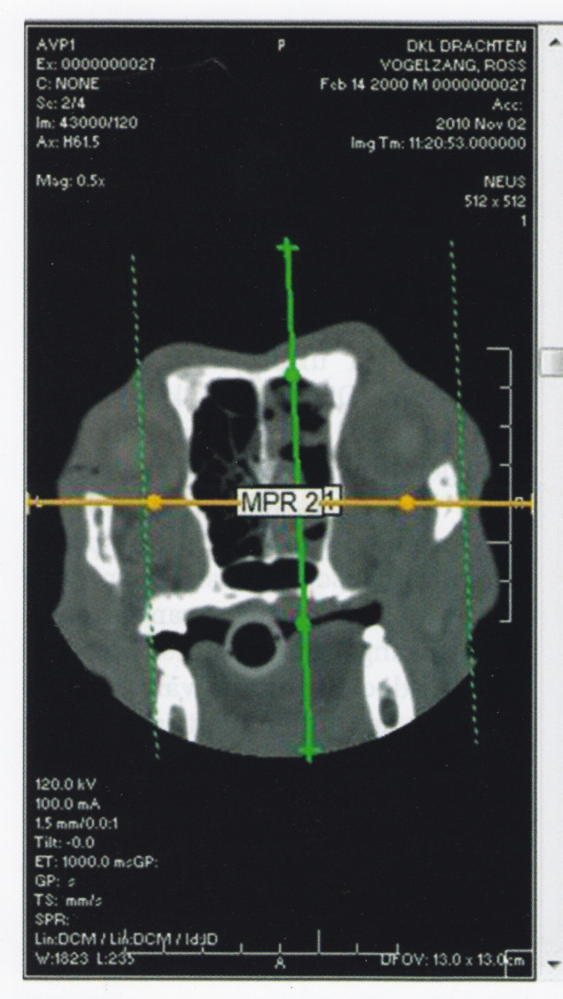 AVP1
Ex: 0000000027
C: NONE
Se: 2/4
Im: 43000/120
Ax: H61.5
Mag: 0.5x
P
DKL DRACHTEN
VOGELZANG, ROSS
Feb 14 2000 M 0000000027
Acc:
2010 Nov 02
Img Tm: 11:20:53.000000
NEUS
512 x 512
1
L
MPR 2
1
R
120.0 kV
100.0 mA
1.5 mm/0.0:1
Tilt: -0.0
ET: 1000.0 msGP:
GP: s
TS: mm/s
SPR:
Lin:DCM / Lin:DCM / Id:ID
W:1823 L:235
A
DFOV: 13.0 x 13.0cm